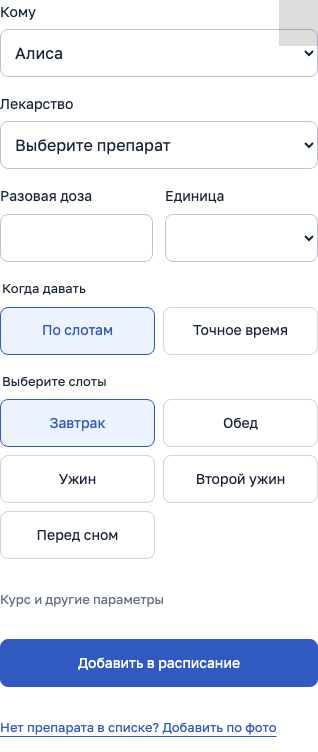 Кому
Алиса
Лекарство
Выберите препарат
Разовая доза
Единица
Когда давать
По слотам
Точное время
Выберите слоты
Завтрак
Обед
Ужин
Второй ужин
Перед сном
Курс и другие параметры
Добавить в расписание
Нет препарата в списке? Добавить по фото